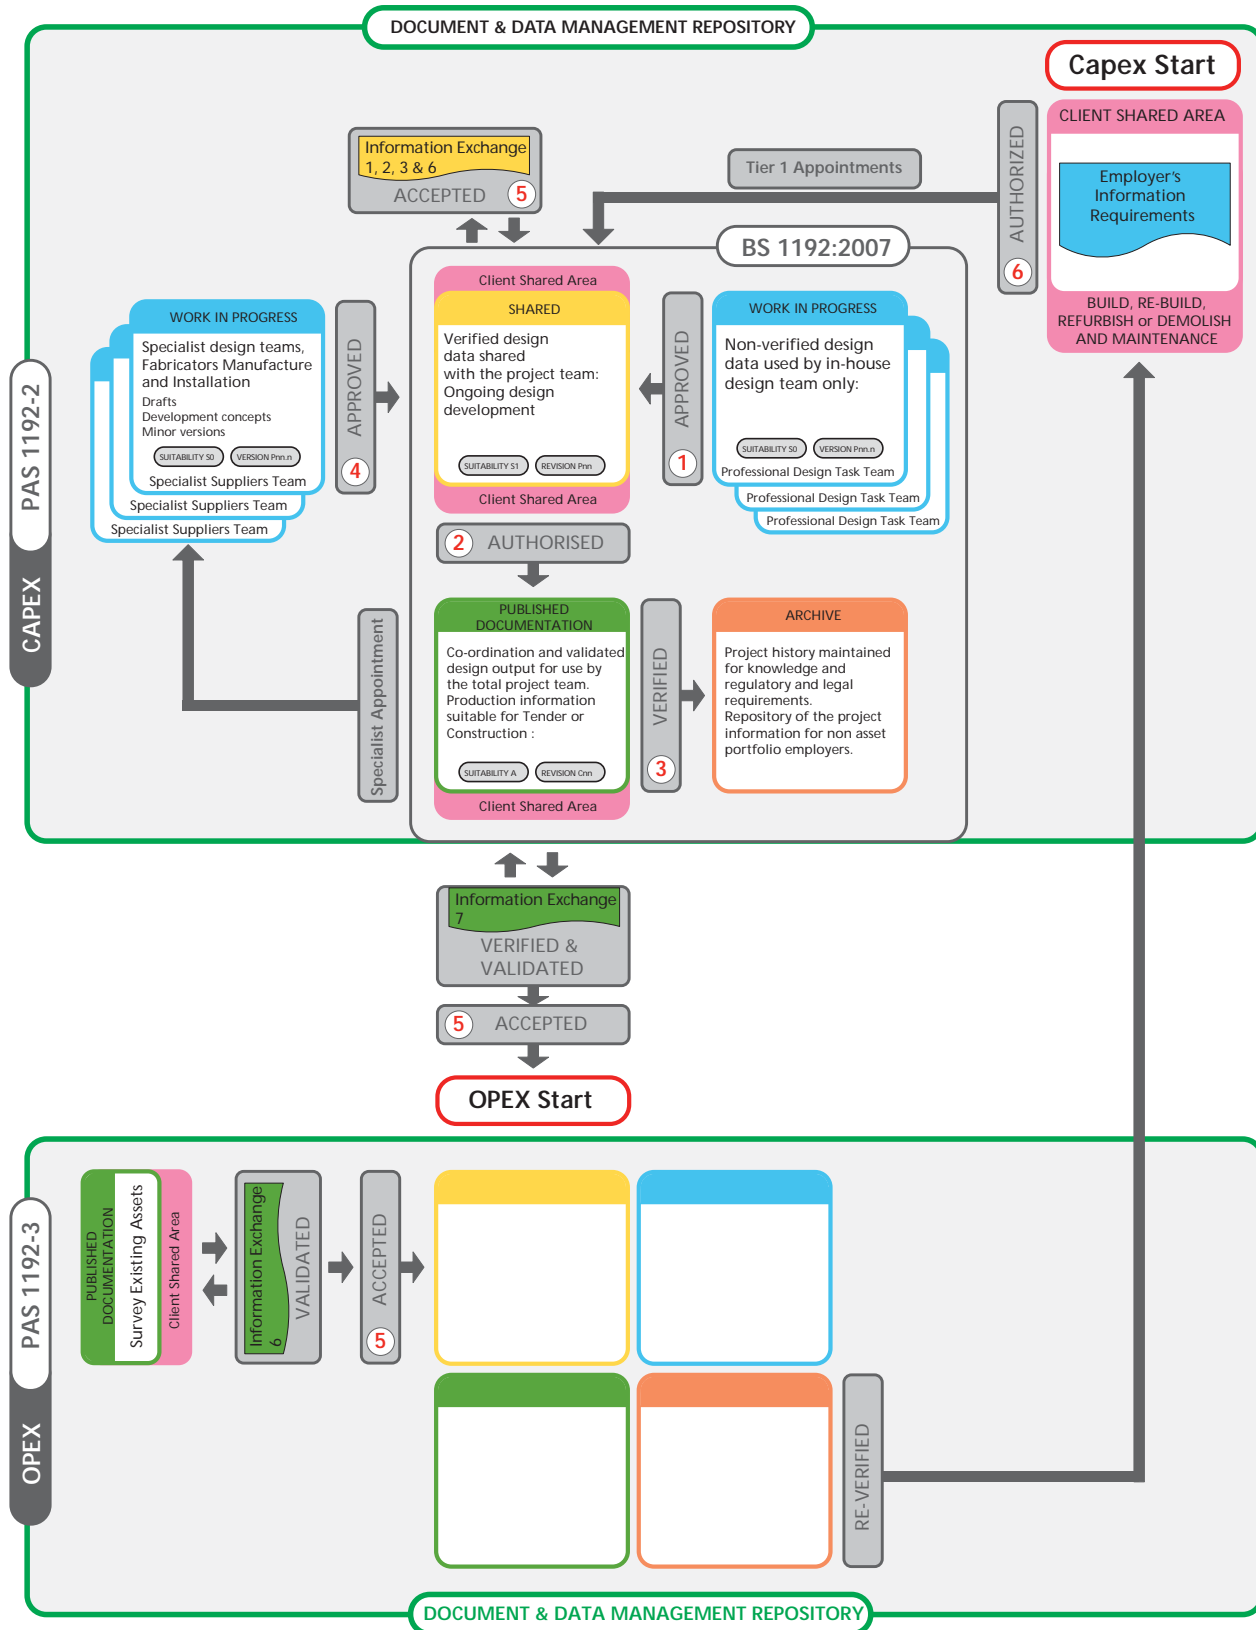 DOCUMENT & DATA MANAGEMENT REPOSITORY
Capex Start
CLIENT SHARED AREA
Employer's
Information
Requirements
BUILD, RE-BUILD,
REFURBISH or DEMOLISH
AND MAINTENANCE
AUTHORIZED
6
Tier 1 Appointments
Information Exchange
1, 2, 3 & 6
ACCEPTED
5
BS 1192:2007
PAS 1192-2
CAPEX
WORK IN PROGRESS
Specialist design teams,
Fabricators Manufacture
and Installation
Drafts
Development concepts
Minor versions
SUITABILITY S0
VERSION Pnn.n
Specialist Suppliers Team
Specialist Suppliers Team
Specialist Suppliers Team
APPROVED
4
Client Shared Area
SHARED
Verified design
data shared
with the project team:
Ongoing design
development
SUITABILITY S1
REVISION Pnn
Client Shared Area
APPROVED
1
WORK IN PROGRESS
Non-verified design
data used by in-house
design team only:
SUITABILITY S0
VERSION Pnn.n
Professional Design Task Team
Professional Design Task Team
Professional Design Task Team
2
AUTHORISED
Specialist Appointment
PUBLISHED
DOCUMENTATION
Co-ordination and validated
design output for use by
the total project team.
Production information
suitable for Tender or
Construction :
SUITABILITY A
REVISION Cnn
Client Shared Area
VERIFIED
3
ARCHIVE
Project history maintained
for knowledge and
regulatory and legal
requirements.
Repository of the project
information for non asset
portfolio employers.
Information Exchange
7
VERIFIED &
VALIDATED
5
ACCEPTED
OPEX Start
PAS 1192-3
OPEX
PUBLISHED
DOCUMENTATION
Survey Existing Assets
Client Shared Area
Information Exchange
6
VALIDATED
ACCEPTED
5
RE-VERIFIED
DOCUMENT & DATA MANAGEMENT REPOSITORY